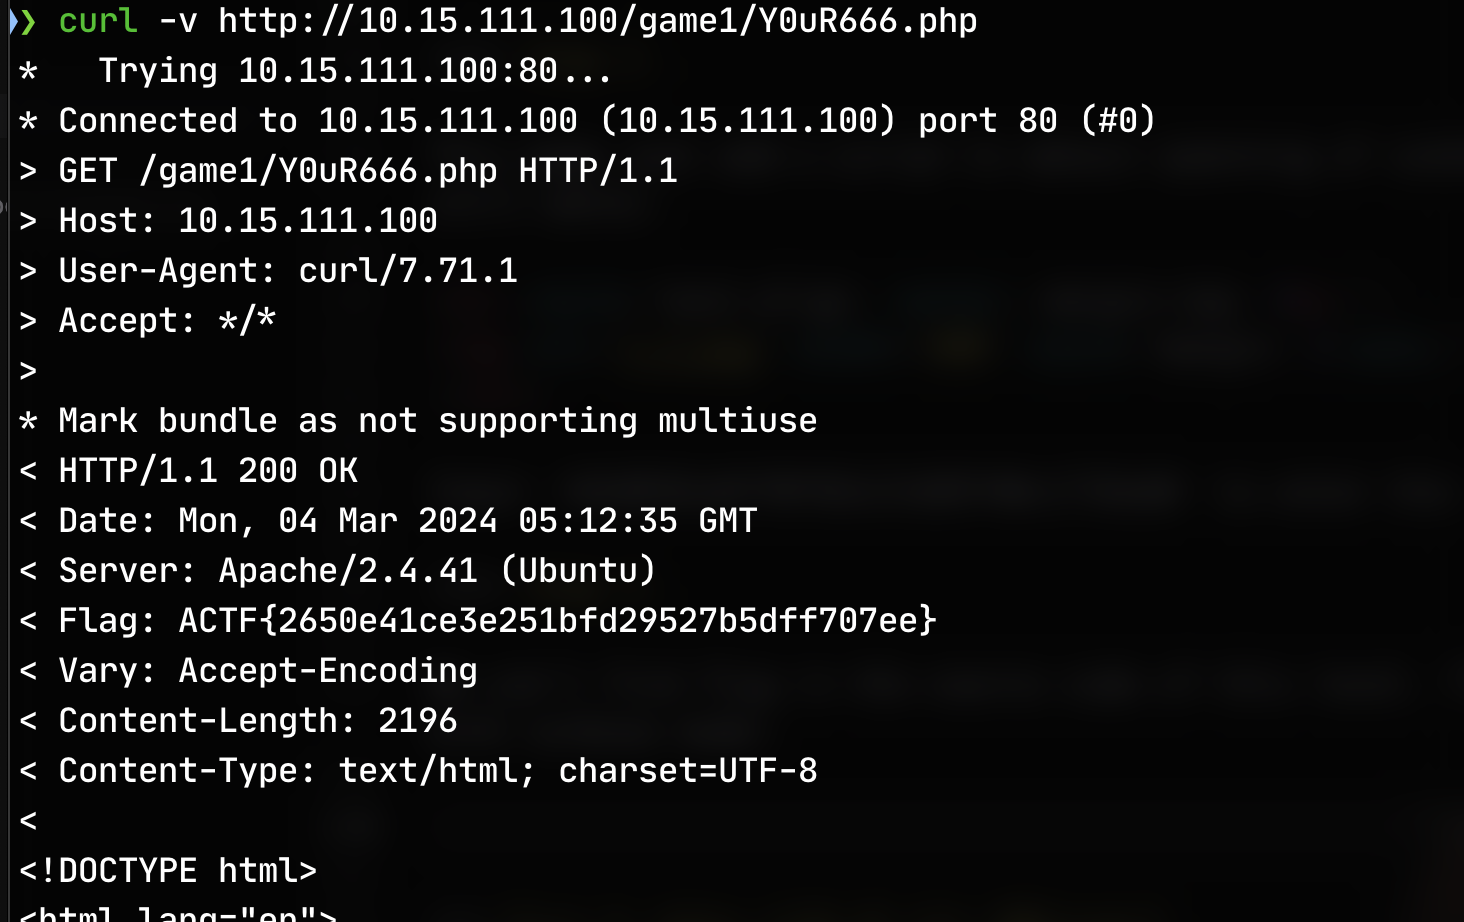 ❯ curl -v http://10.15.111.100/game1/Y0uR666.php
*   Trying 10.15.111.100:80...
* Connected to 10.15.111.100 (10.15.111.100) port 80 (#0)
> GET /game1/Y0uR666.php HTTP/1.1
> Host: 10.15.111.100
> User-Agent: curl/7.71.1
> Accept: */*
>
* Mark bundle as not supporting multiuse
< HTTP/1.1 200 OK
< Date: Mon, 04 Mar 2024 05:12:35 GMT
< Server: Apache/2.4.41 (Ubuntu)
< Flag: ACTF{2650e41ce3e251bfd29527b5dff707ee}
< Vary: Accept-Encoding
< Content-Length: 2196
< Content-Type: text/html; charset=UTF-8
<
<!DOCTYPE html>
<html lang="en">